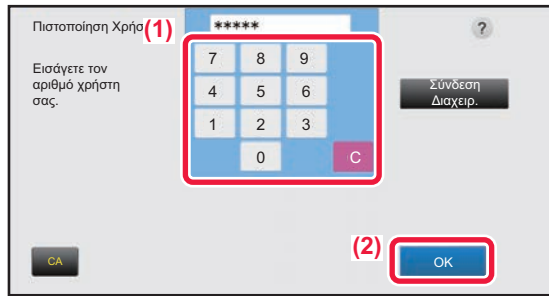 Πιστοποίηση Χρήσ
(1)
*****
?
Εισάγετε τον
αριθμό χρήστη
σας.
7 8 9
4 5 6
1 2 3
0 C
Σύνδεση
Διαχειρ.
(2)
CA
OK